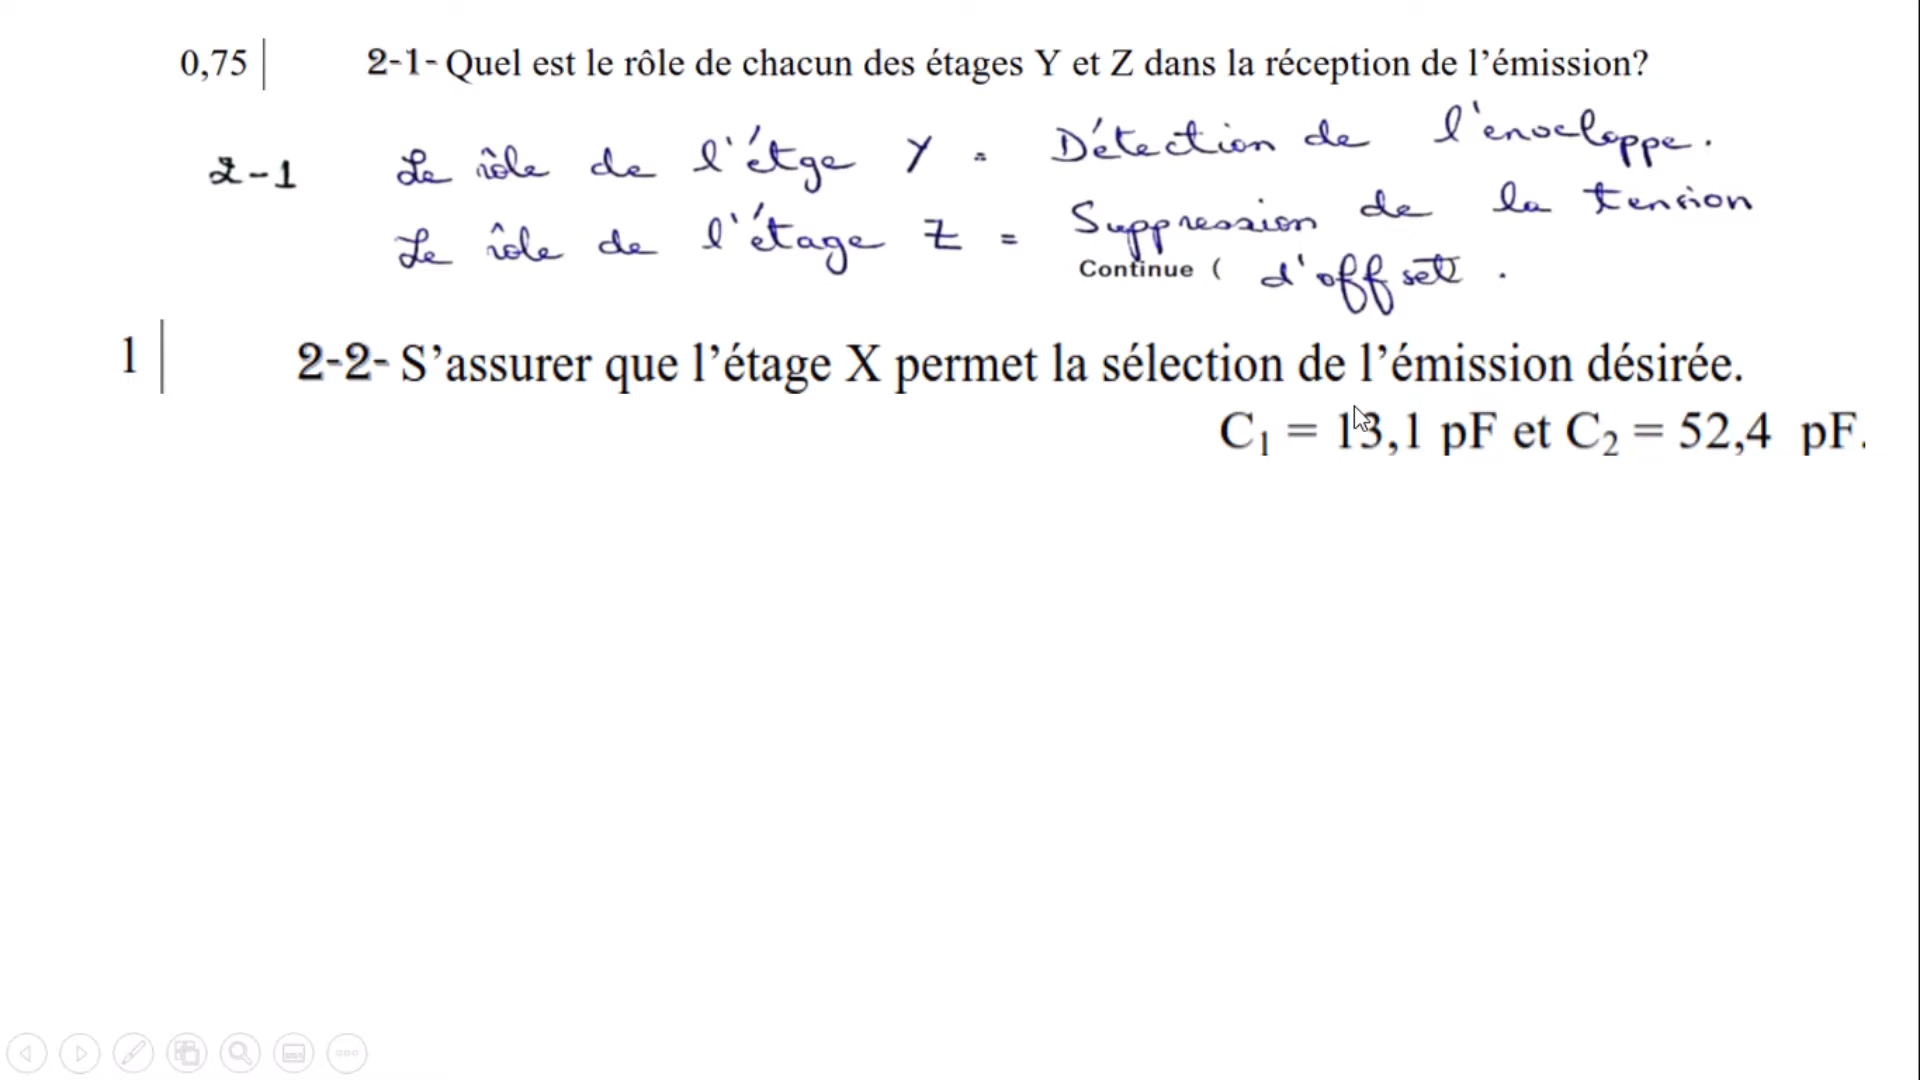 0,75 2-1- Quel est le rôle de chacun des étages Y et Z dans la réception de l’émission?
2-1 Le rôle de l'étge Y = Détection de l'enveloppe.
Le rôle de l'étage Z = Suppression de la tension
Continue ( d'offset .
1 2-2- S’assurer que l’étage X permet la sélection de l’émission désirée.
C₁ = 13,1 pF et C₂ = 52,4 pF.